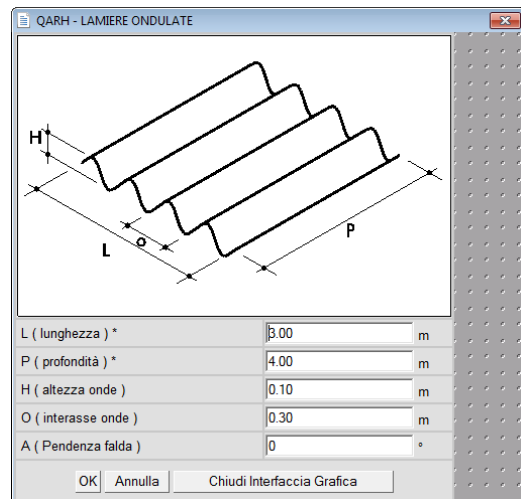 QARH - LAMIERE ONDULATE
H
L
O
P
L ( lunghezza ) * 3.00 m
P ( profondità ) * 4.00 m
H ( altezza onde ) 0.10 m
O ( interasse onde ) 0.30 m
A ( Pendenza falda ) 0 °
OK Annulla Chiudi Interfaccia Grafica